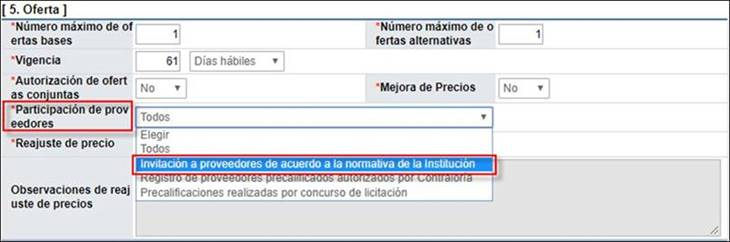 [ 5. Oferta ]
*Número máximo de of
ertas bases
1
*Número máximo de o
fertas alternativas
1
*Vigencia
61
Días hábiles
*Autorización de ofert
as conjuntas
No
*Mejora de Precios
No
*Participación de prov
eedores
Todos
Elegir
Todos
*Reajuste de precio
Invitación a proveedores de acuerdo a la normativa de la Institución
Registro de proveedores precalificados autorizados por Contraloría
Precalificaciones realizadas por concurso de licitación
Observaciones de reaj
uste de precios